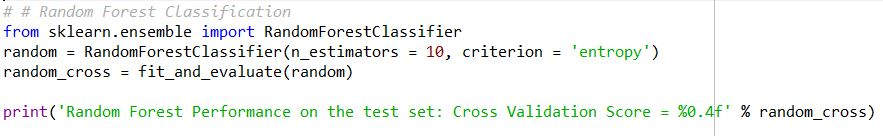 # # Random Forest Classification
from sklearn.ensemble import RandomForestClassifier
random = RandomForestClassifier(n_estimators = 10, criterion = 'entropy')
random_cross = fit_and_evaluate(random)
print('Random Forest Performance on the test set: Cross Validation Score = %0.4f' % random_cross)